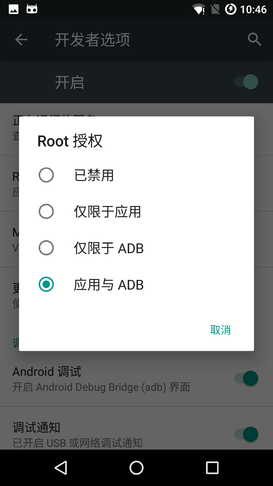 10:46
开发者选项
开启
Root 授权
已禁用
仅限于应用
仅限于 ADB
应用与 ADB
取消
Android 调试
开启 Android Debug Bridge (adb) 界面
调试通知
已开启 USB 或网络调试通知